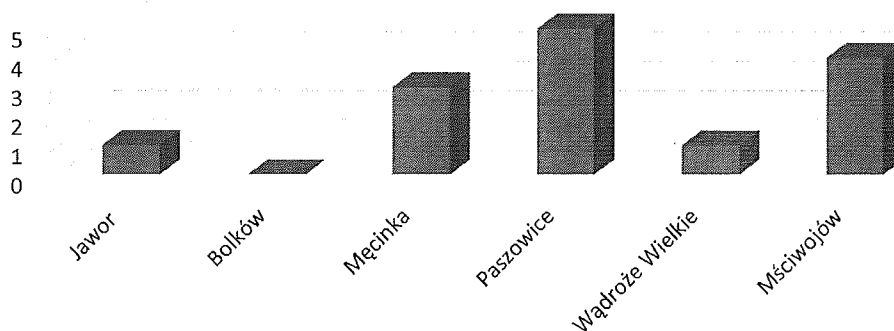 5
4
3
2
1
0
Jawor
Bolków
Męcinka
Paszowice
Wądroże Wielkie
Mściwojów